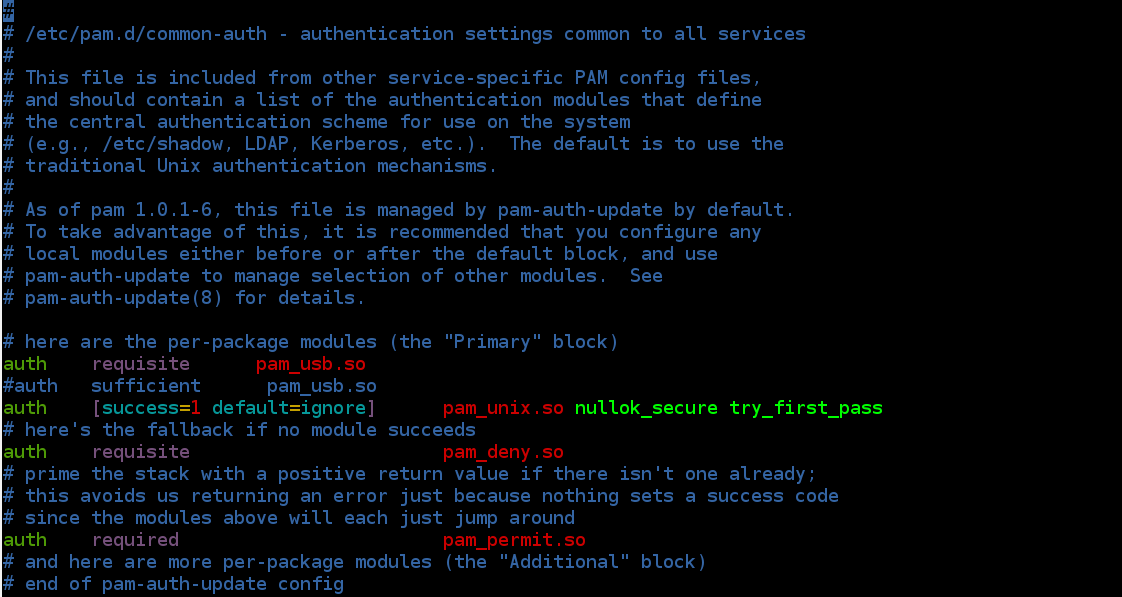 #
# /etc/pam.d/common-auth - authentication settings common to all services
#
# This file is included from other service-specific PAM config files,
# and should contain a list of the authentication modules that define
# the central authentication scheme for use on the system
# (e.g., /etc/shadow, LDAP, Kerberos, etc.).  The default is to use the
# traditional Unix authentication mechanisms.
#
# As of pam 1.0.1-6, this file is managed by pam-auth-update by default.
# To take advantage of this, it is recommended that you configure any
# local modules either before or after the default block, and use
# pam-auth-update to manage selection of other modules.  See
# pam-auth-update(8) for details.

# here are the per-package modules (the "Primary" block)
auth    requisite      pam_usb.so
#auth   sufficient      pam_usb.so
auth    [success=1 default=ignore]      pam_unix.so nullok_secure try_first_pass
# here's the fallback if no module succeeds
auth    requisite                       pam_deny.so
# prime the stack with a positive return value if there isn't one already;
# this avoids us returning an error just because nothing sets a success code
# since the modules above will each just jump around
auth    required                        pam_permit.so
# and here are more per-package modules (the "Additional" block)
# end of pam-auth-update config